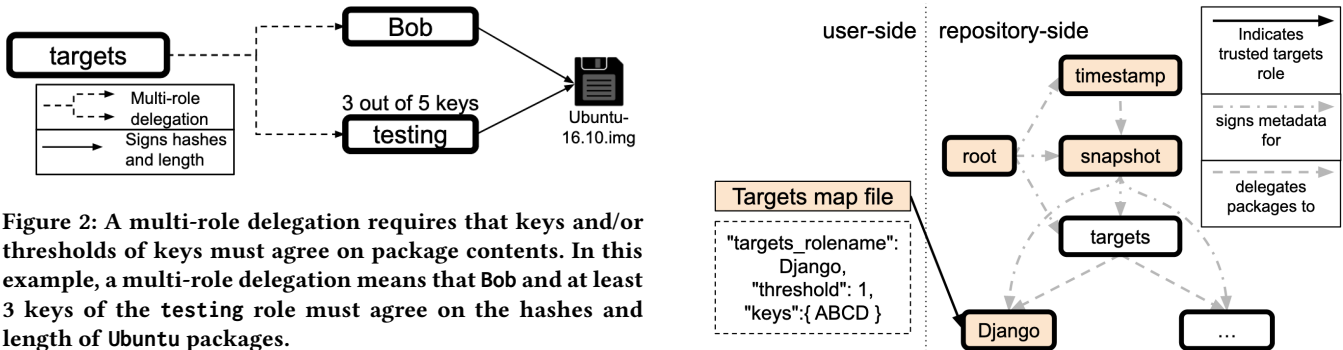 targets
Bob
3 out of 5 keys
testing
Ubuntu-
16.10.img
Multi-role
delegation
Signs hashes
and length
Figure 2: A multi-role delegation requires that keys and/or
thresholds of keys must agree on package contents. In this
example, a multi-role delegation means that Bob and at least
3 keys of the testing role must agree on the hashes and
length of Ubuntu packages.
user-side
repository-side
timestamp
root
snapshot
targets
Django
...
Targets map file
"targets_rolename":
Django,
"threshold": 1,
"keys":{ ABCD }
Indicates
trusted targets
role
signs metadata
for
delegates
packages to